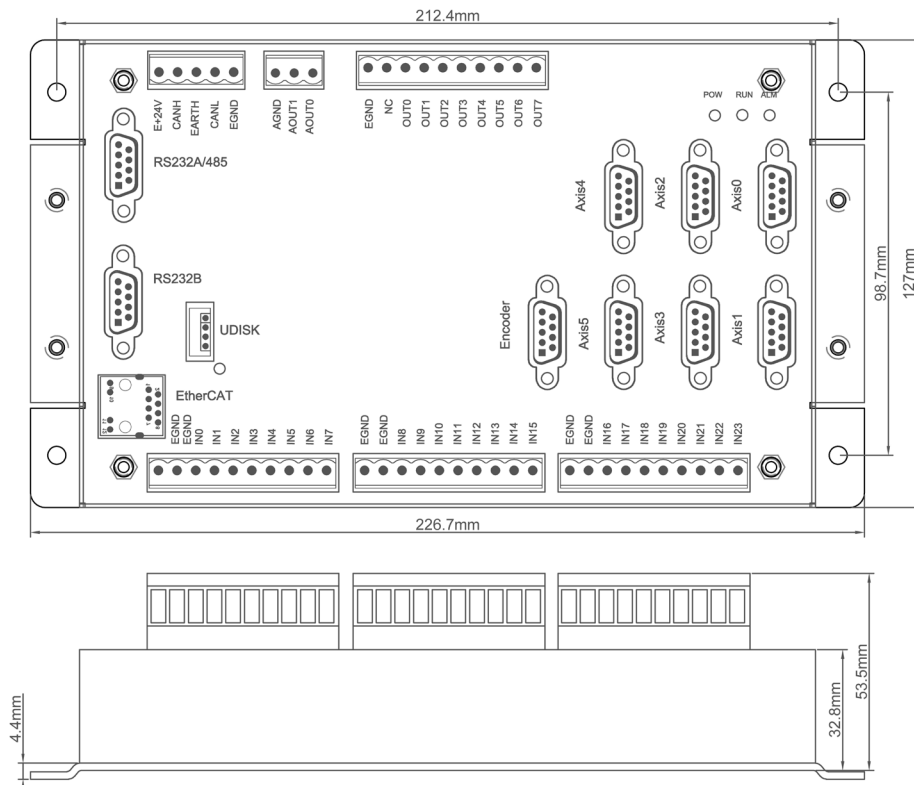 212.4mm
E+24V
CANH
EARTH
CANL
EGND
AGND
AOUT1
AOUT0
EGND
NC
OUT0
OUT1
OUT2
OUT3
OUT4
OUT5
OUT6
OUT7
POW RUN ALM
RS232A/485
Axis4
Axis2
Axis0
98.7mm
127mm
RS232B
UDISK
Encoder
Axis5
Axis3
Axis1
EtherCAT
EGND
EGND
IN0
IN1
IN2
IN3
IN4
IN5
IN6
IN7
EGND
EGND
IN8
IN9
IN10
IN11
IN12
IN13
IN14
IN15
EGND
EGND
IN16
IN17
IN18
IN19
IN20
IN21
IN22
IN23
226.7mm
4.4mm
32.8mm
53.5mm